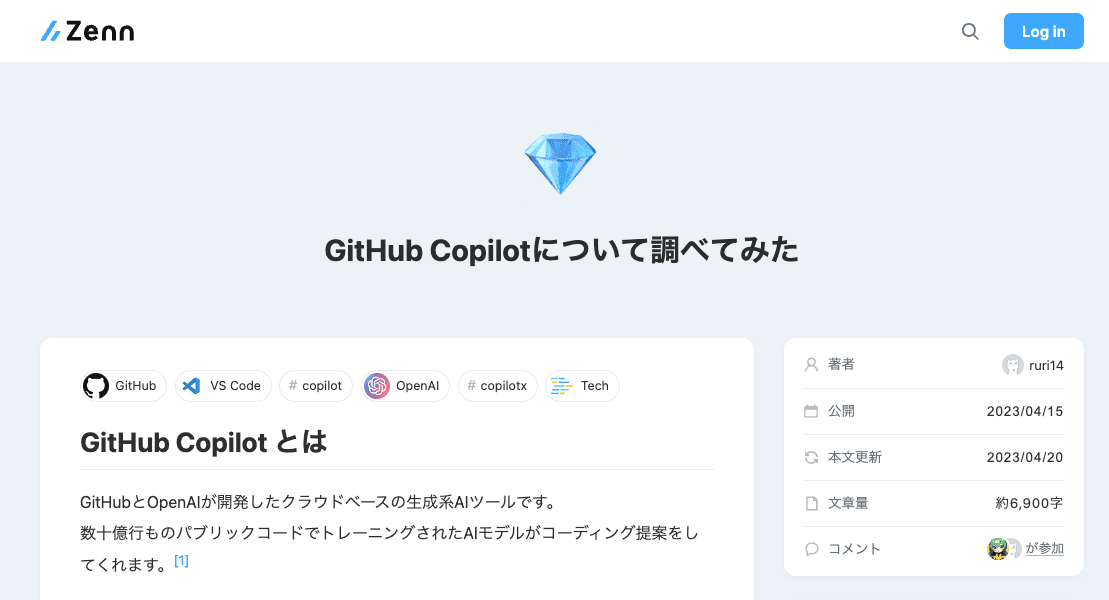 Zenn
Log in
GitHub Copilotについて調べてみた
GitHub
VS Code
# copilot
OpenAI
# copilotx
Tech
GitHub Copilot とは
GitHubとOpenAIが開発したクラウドベースの生成系AIツールです。
数十億行ものパブリックコードでトレーニングされたAIモデルがコーディング提案をし
てくれます。[1]
著者 ruri14
公開 2023/04/15
本文更新 2023/04/20
文章量 約6,900字
コメント が参加